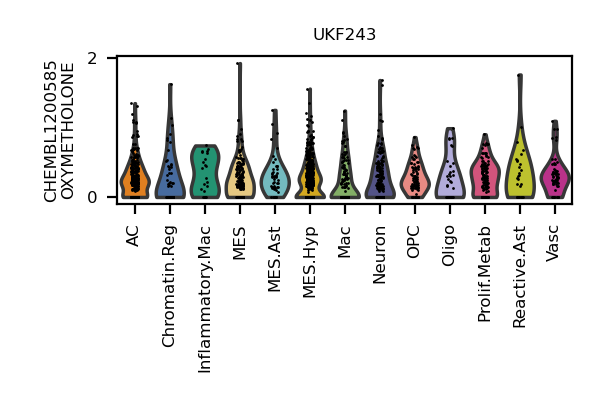 UKF243
CHEMBL1200585
OXYMETHOLONE
2
0
AC
Chromatin.Reg
Inflammatory.Mac
MES
MES.Ast
MES.Hyp
Mac
Neuron
OPC
Oligo
Prolif.Metab
Reactive.Ast
Vasc